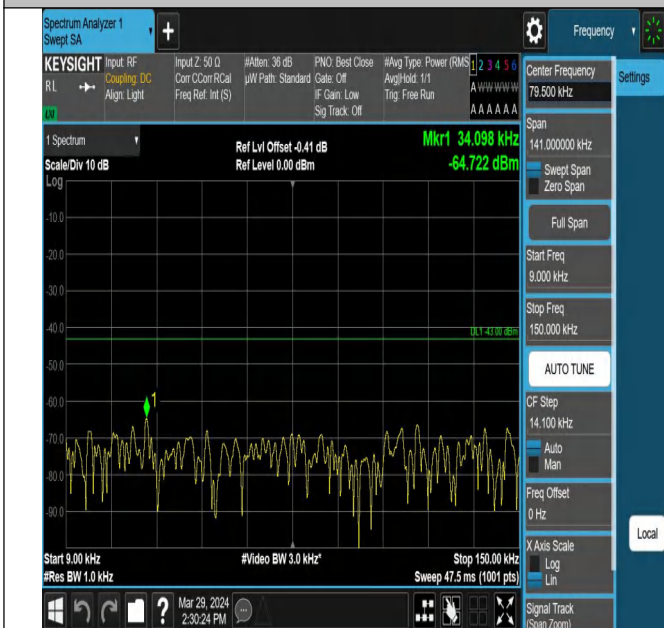 Spectrum Analyzer 1
Swept SA
+
Frequency
KEYSIGHT
RL
LXI
Input: RF
Coupling: DC
Align: Light
Input Z: 50 Ω
Corr CCorr RCal
Freq Ref: Int (S)
#Atten: 36 dB
µW Path: Standard
PNO: Best Close
Gate: Off
IF Gain: Low
Sig Track: Off
#Avg Type: Power (RMS
Avg|Hold: 1/1
Trig: Free Run
1 2 3 4 5 6
A W W W W W
A A A A A A
Center Frequency
79.500 kHz
Settings
Span
141.000000 kHz
Swept Span
Zero Span
Full Span
Start Freq
9.000 kHz
Stop Freq
150.000 kHz
AUTO TUNE
CF Step
14.100 kHz
Auto
Man
Freq Offset
0 Hz
X Axis Scale
Log
Lin
Signal Track
(Span Zoom)
Local
1 Spectrum
Scale/Div 10 dB
Ref Lvl Offset -0.41 dB
Ref Level 0.00 dBm
Mkr1 34.098 kHz
-64.722 dBm
Log
-10.0
-20.0
-30.0
-40.0
DL1 -43.00 dBm
-50.0
-60.0
1
-70.0
-80.0
-90.0
Start 9.00 kHz
#Res BW 1.0 kHz
#Video BW 3.0 kHz*
Stop 150.00 kHz
Sweep 47.5 ms (1001 pts)
?
Mar 29, 2024
2:30:24 PM